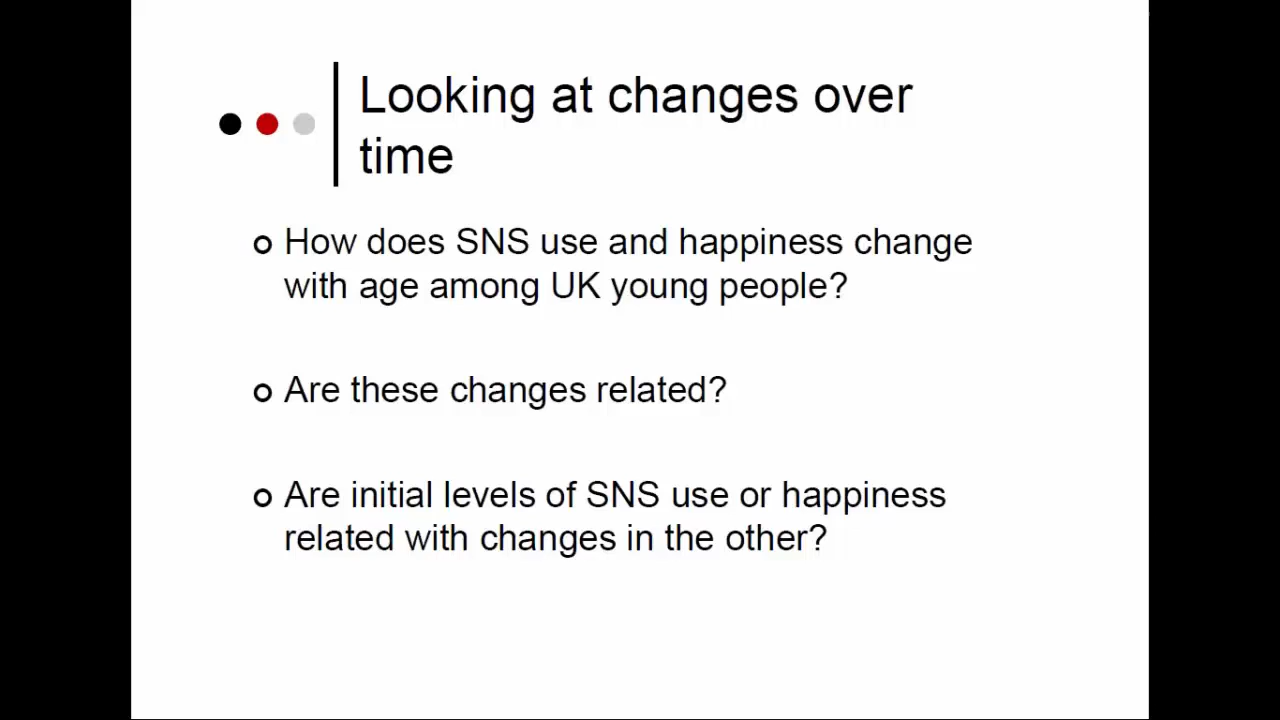 Looking at changes over
time
How does SNS use and happiness change
with age among UK young people?
Are these changes related?
Are initial levels of SNS use or happiness
related with changes in the other?